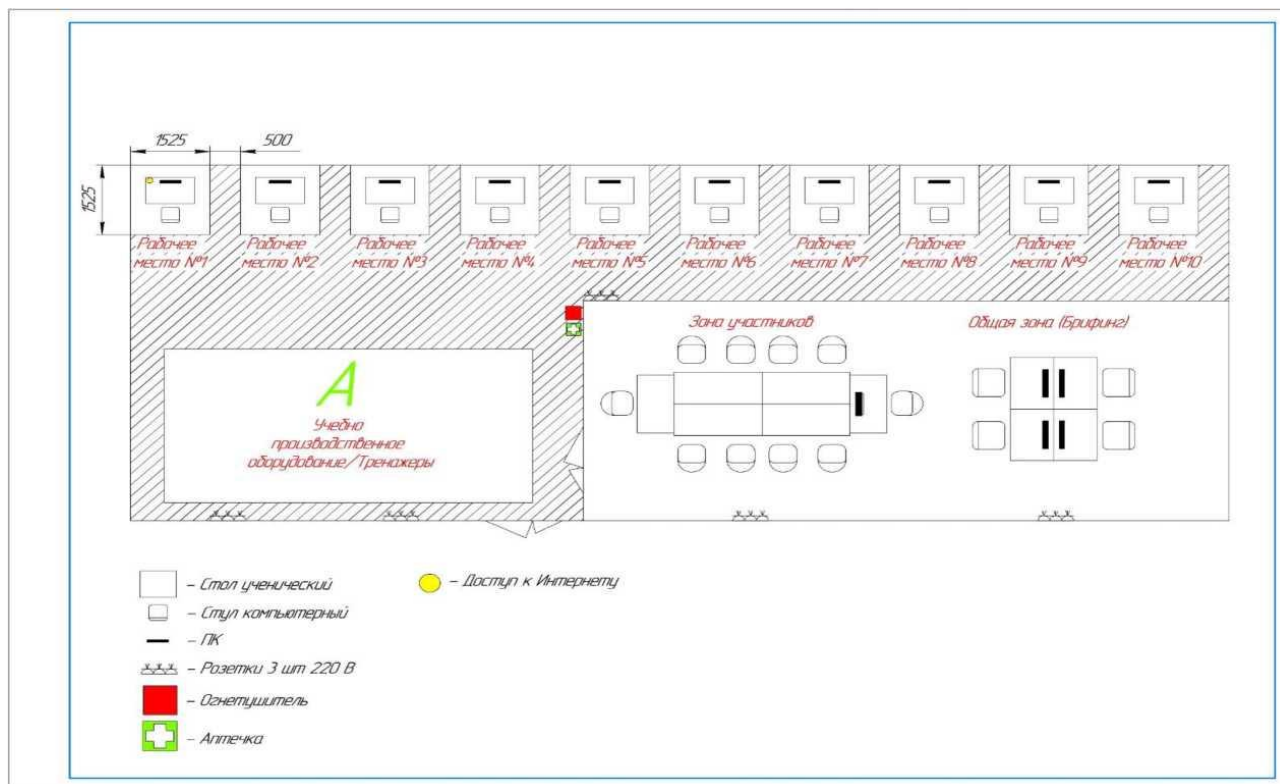 1525
500
1525
Рабочее
место №1
Рабочее
место №2
Рабочее
место №3
Рабочее
место №4
Рабочее
место №5
Рабочее
место №6
Рабочее
место №7
Рабочее
место №8
Рабочее
место №9
Рабочее
место №10
Зона участников
Общая зона (Брифинг)
А
Учебно
производственное
оборудование/Тренажеры
– Стол ученический
– Доступ к Интернету
– Стул компьютерный
– ПК
– Розетки 3 шт 220 В
– Огнетушитель
– Аптечка